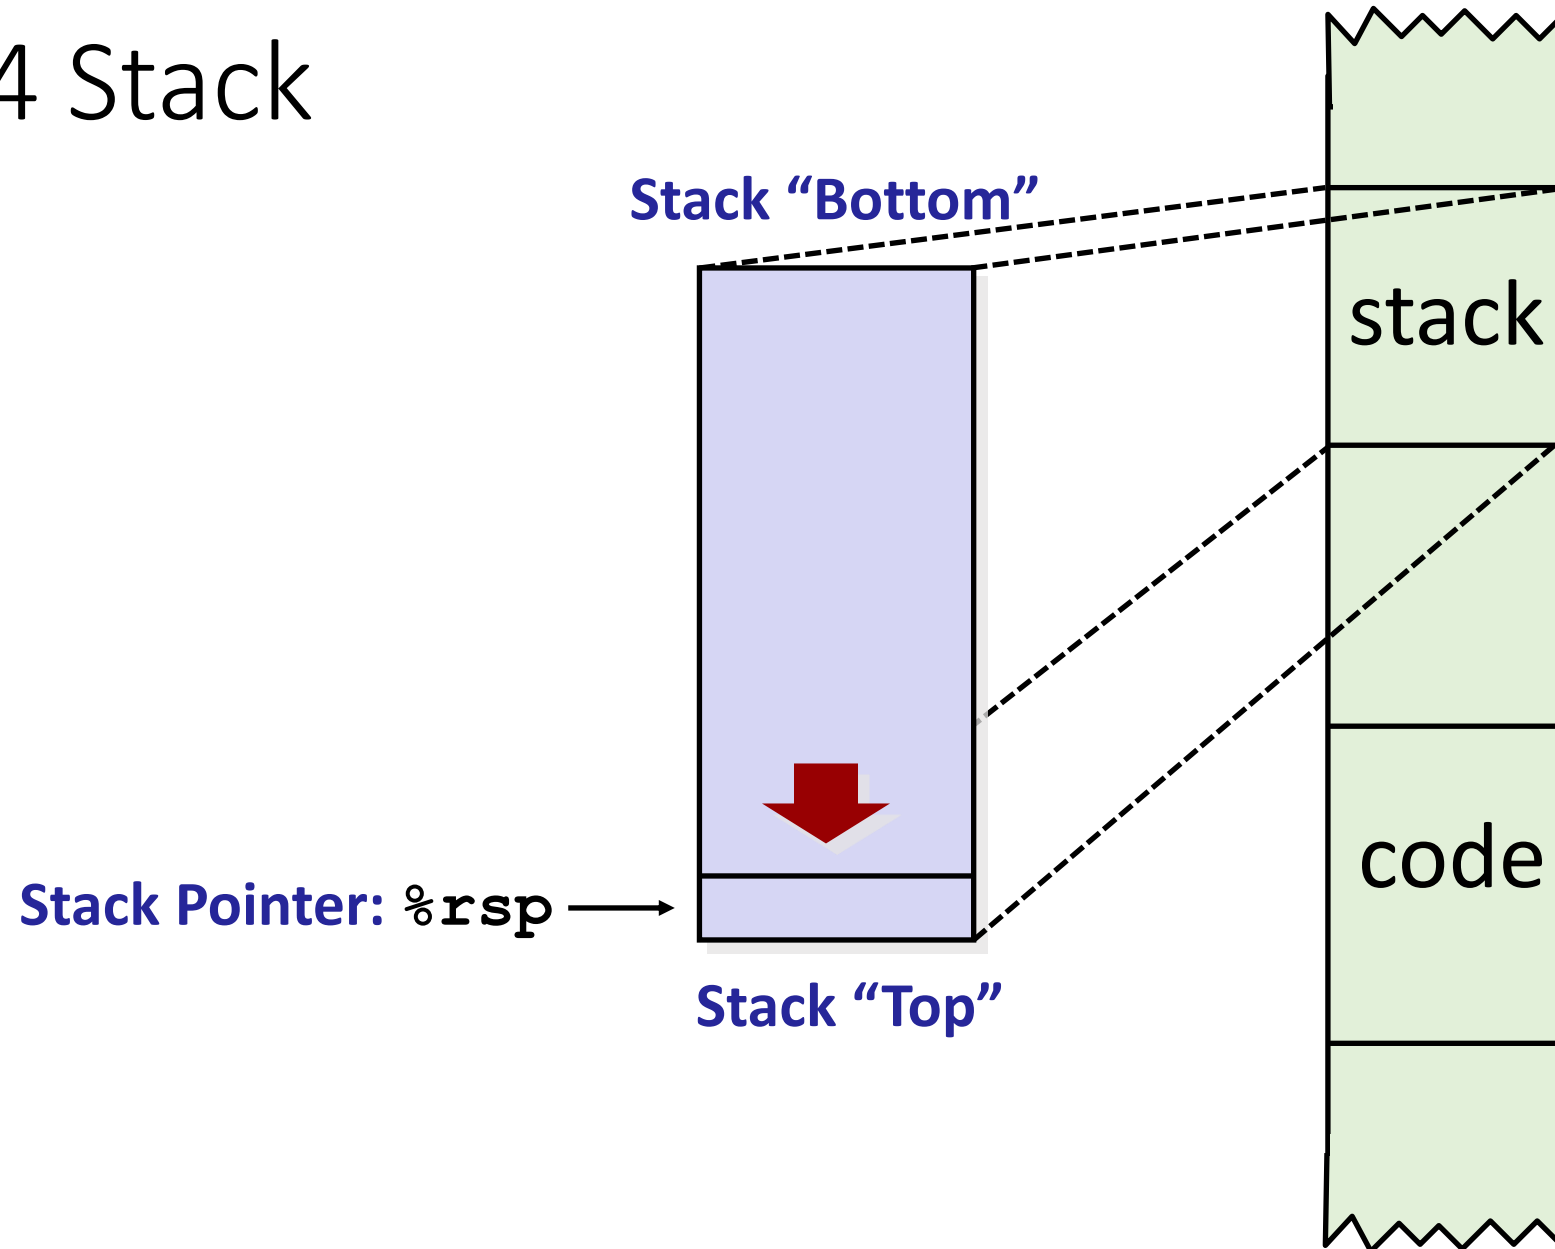 4 Stack
Stack “Bottom”
stack
code
Stack Pointer: %rsp
Stack “Top”